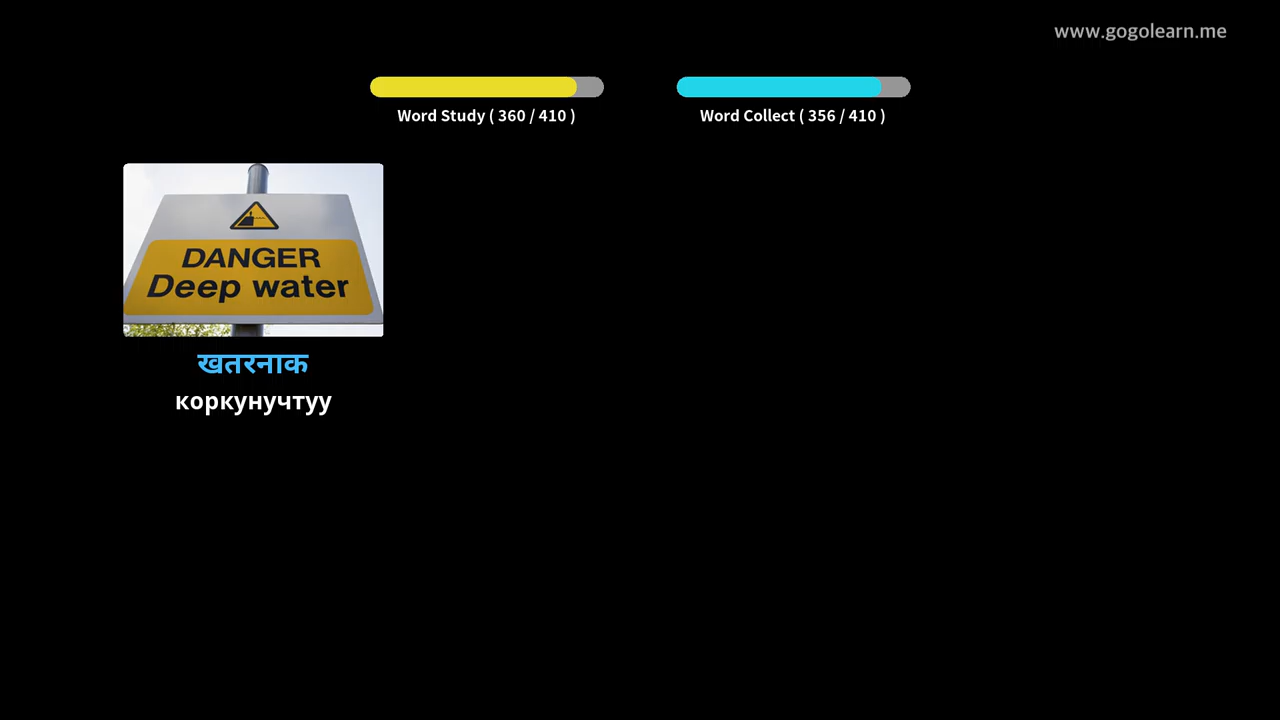 www.gogolearn.me
Word Study ( 360 / 410 )
Word Collect ( 356 / 410 )
DANGER
Deep water
खतरनाक
коркунучтуу